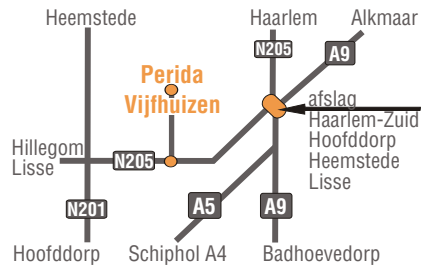 Heemstede
Haarlem
Alkmaar
N205
A9
Perida
Vijfhuizen
afslag
Haarlem-Zuid
Hoofddorp
Heemstede
Lisse
Hillegom
Lisse
N205
N201
A5
A9
Hoofddorp
Schiphol A4
Badhoevedorp